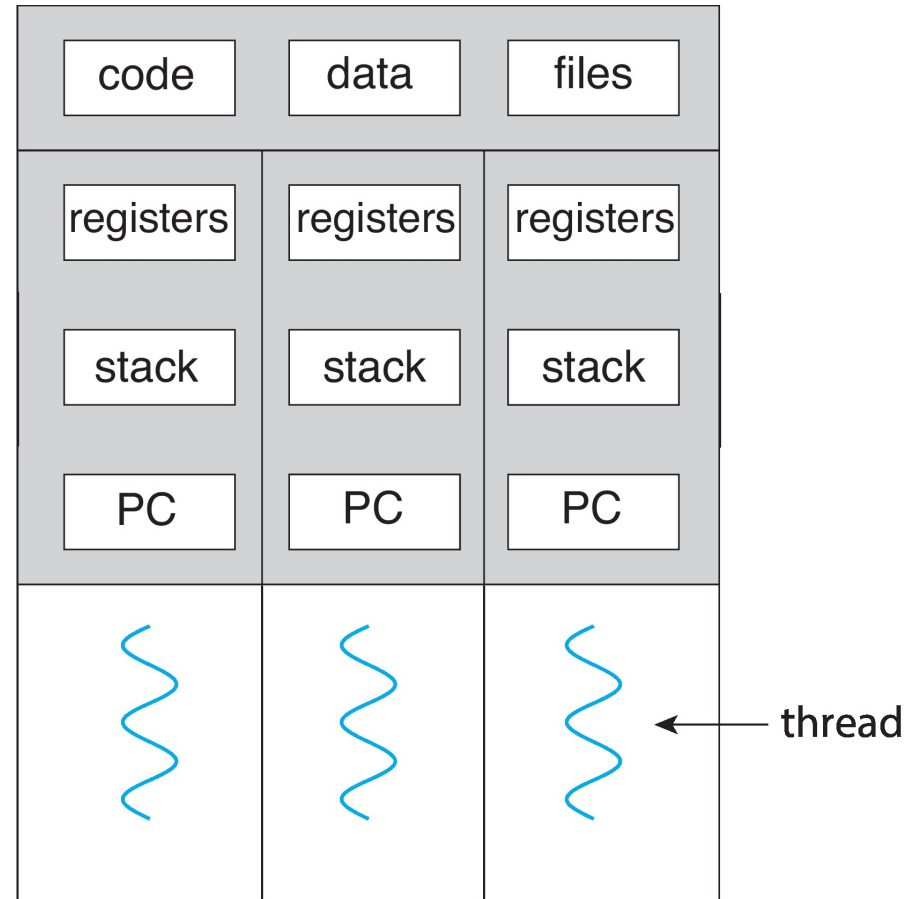 code data files
registers registers registers
stack stack stack
PC PC PC
thread